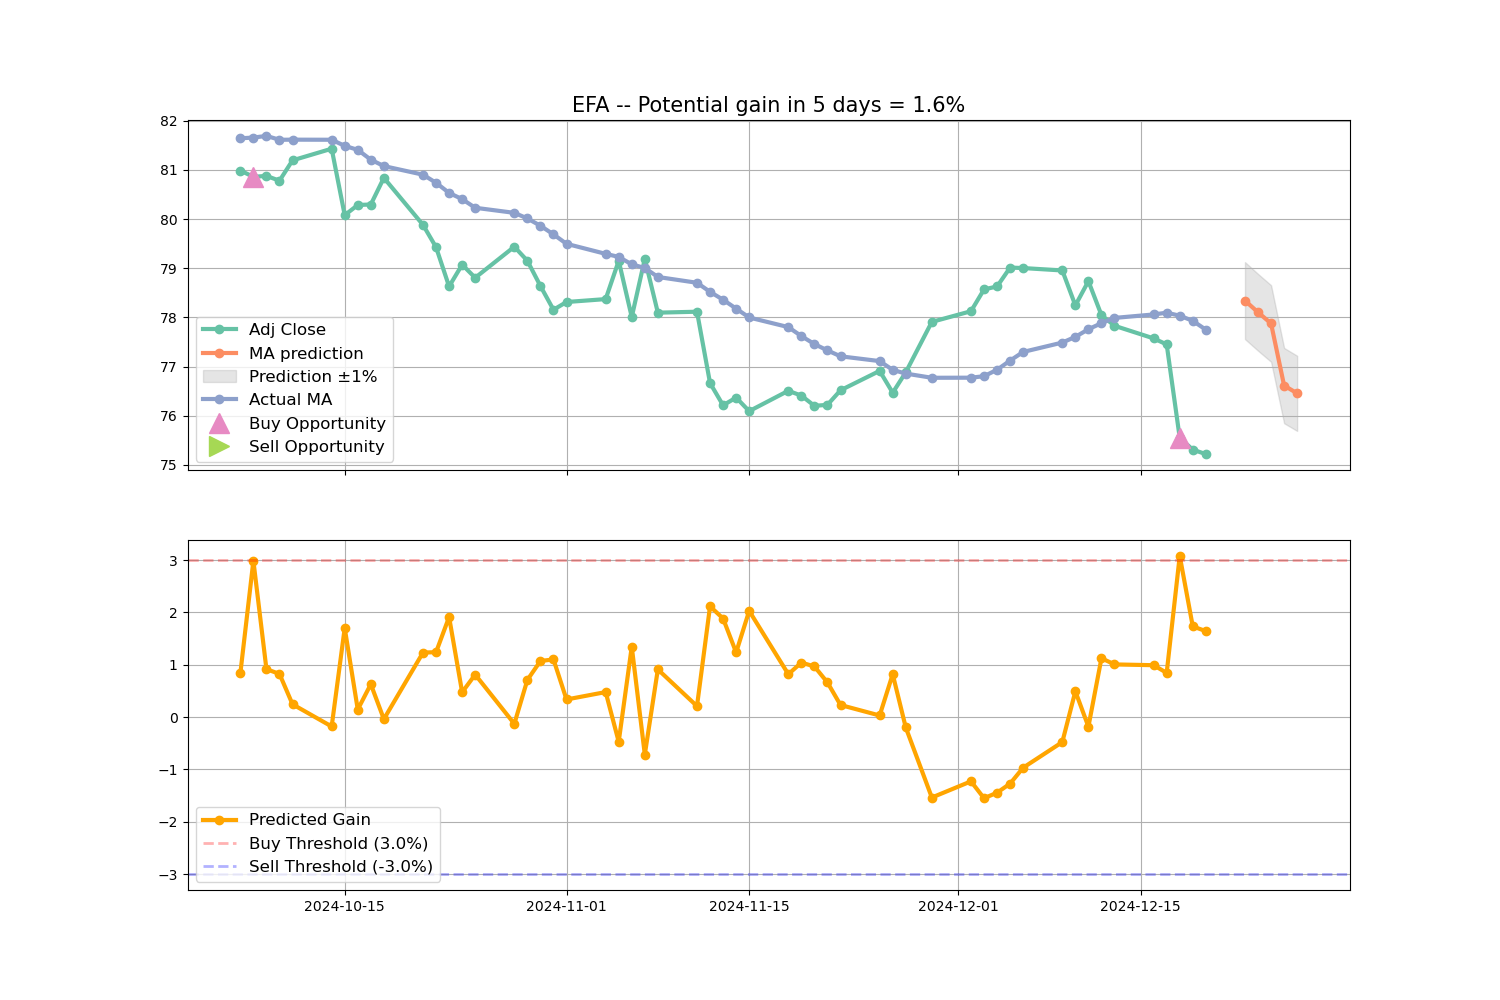 EFA -- Potential gain in 5 days = 1.6%
82
81
80
79
78
77
76
75
Adj Close
MA prediction
Prediction ±1%
Actual MA
Buy Opportunity
Sell Opportunity
3
2
1
0
−1
−2
−3
Predicted Gain
Buy Threshold (3.0%)
Sell Threshold (-3.0%)
2024-10-15
2024-11-01
2024-11-15
2024-12-01
2024-12-15